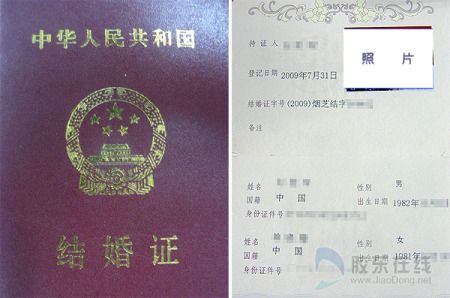 中华人民共和国
结婚证
持证人
照 片
登记日期 2009年7月31日
结婚证字号 (2009)烟芝结字
备注
姓名 性别 男
国籍 中国 出生日期 1982年
身份证件号
姓名 性别 女
国籍 中国 出生日期 1981年
身份证件号
胶东在线
www.JiaoDong.net